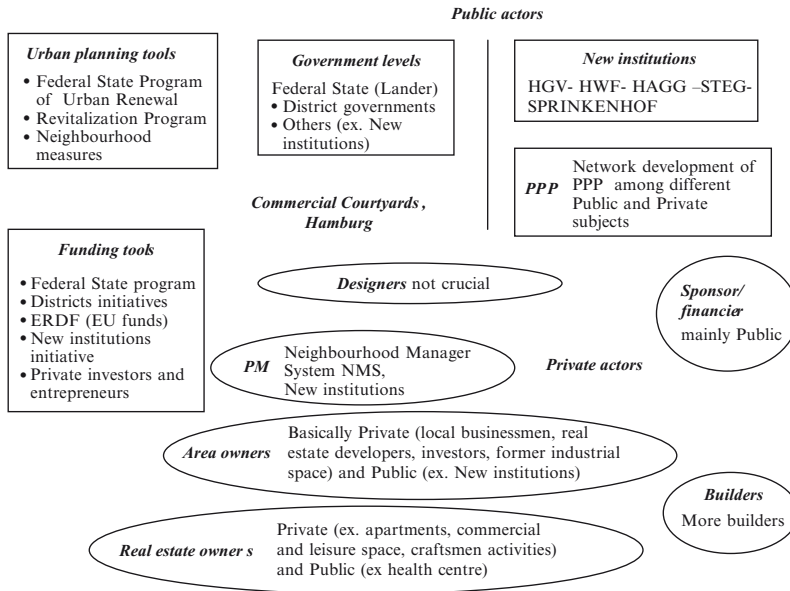 Public actors
Urban planning tools
• Federal State Program
of Urban Renewal
• Revitalization Program
• Neighbourhood
measures
Government levels
Federal State (Lander)
• District governments
• Others (ex. New
institutions)
New institutions
HGV- HWF- HAGG –STEG-
SPRINKENHOF
PPP
Network development of
PPP among different
Public and Private
subjects
Commercial Courtyards ,
Hamburg
Funding tools
• Federal State program
• Districts initiatives
• ERDF (EU funds)
• New institutions
initiative
• Private investors and
entrepreneurs
Designers not crucial
Sponsor/
financier
mainly Public
PM
Neighbourhood Manager
System NMS,
New institutions
Private actors
Area owners
Basically Private (local businessmen, real
estate developers, investors, former industrial
space) and Public (ex. New institutions)
Builders
More builders
Real estate owner s
Private (ex. apartments, commercial
and leisure space, craftsmen activities)
and Public (ex health centre)